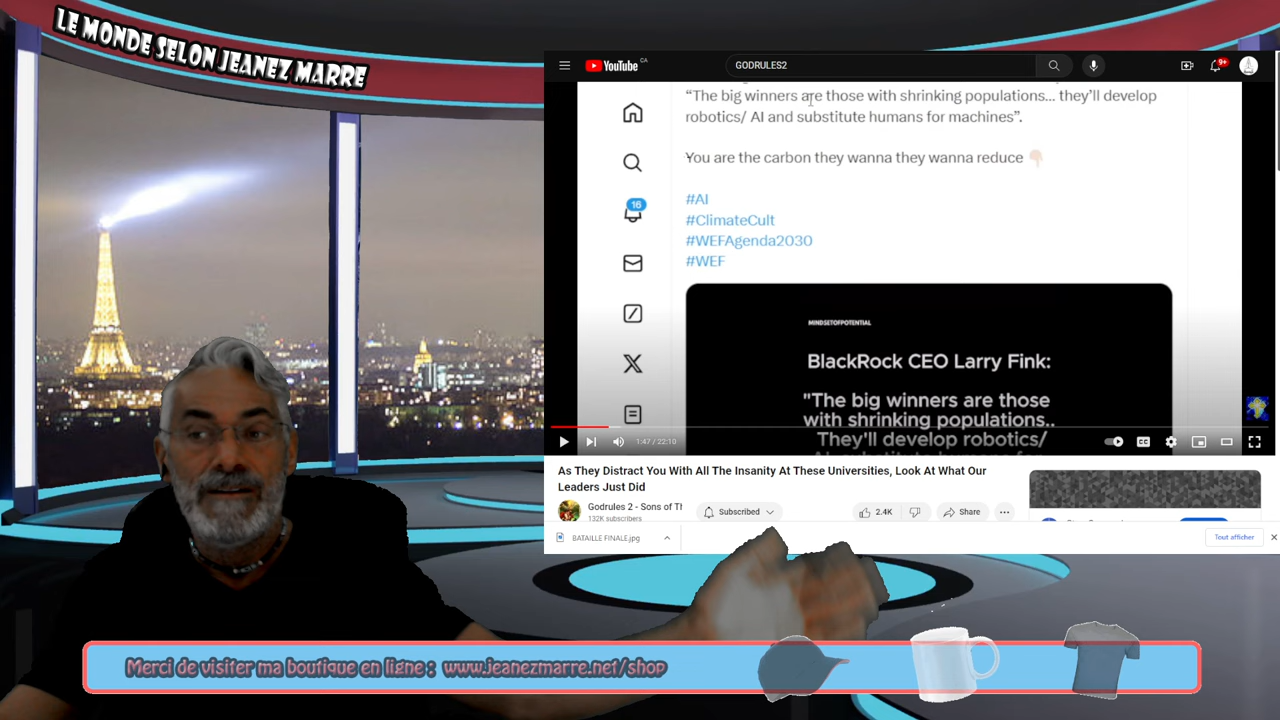 LE MONDE SELON JEANEZ MARRE
YouTube CA
GODRULES2
9+
“The big winners are those with shrinking populations... they’ll develop
robotics/ AI and substitute humans for machines”.
You are the carbon they wanna they wanna reduce 👇🏻
16
#AI
#ClimateCult
#WEFAgenda2030
#WEF
MINDSETOFPOTENTIAL
BlackRock CEO Larry Fink:
"The big winners are those
with shrinking populations..
They'll develop robotics/
1:47 / 22:10
As They Distract You With All The Insanity At These Universities, Look At What Our
Leaders Just Did
Godrules 2 - Sons of Th
132K subscribers
Subscribed
2.4K
Share
BATAILLE FINALE.jpg
Tout afficher
Merci de visiter ma boutique en ligne : www.jeanezmarre.net/shop